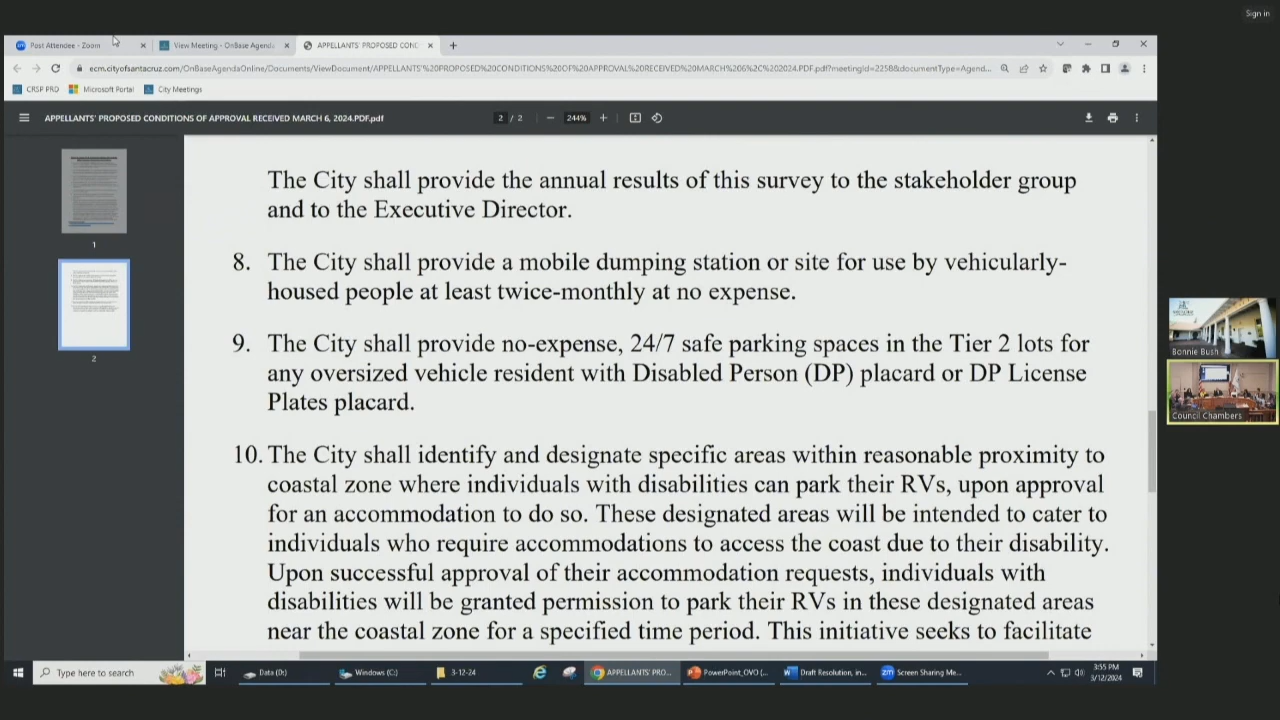 Sign in
Post Attendee - Zoom
View Meeting - OnBase Agenda
APPELLANTS' PROPOSED CONC
ecm.cityofsantacruz.com/OnBaseAgendaOnline/Documents/ViewDocument/APPELLANTS'%20PROPOSED%20CONDITIONS%20OF%20APPROVAL%20RECEIVED%20MARCH%206%2C%202024.PDF.pdf?meetingId=2258&documentType=Agend...
CRSP PRO Microsoft Portal City Meetings
APPELLANTS' PROPOSED CONDITIONS OF APPROVAL RECEIVED MARCH 6, 2024.PDF.pdf 2 / 2 244%
1
2
The City shall provide the annual results of this survey to the stakeholder group
and to the Executive Director.
8. The City shall provide a mobile dumping station or site for use by vehicularly-
housed people at least twice-monthly at no expense.
9. The City shall provide no-expense, 24/7 safe parking spaces in the Tier 2 lots for
any oversized vehicle resident with Disabled Person (DP) placard or DP License
Plates placard.
10. The City shall identify and designate specific areas within reasonable proximity to
coastal zone where individuals with disabilities can park their RVs, upon approval
for an accommodation to do so. These designated areas will be intended to cater to
individuals who require accommodations to access the coast due to their disability.
Upon successful approval of their accommodation requests, individuals with
disabilities will be granted permission to park their RVs in these designated areas
near the coastal zone for a specified time period. This initiative seeks to facilitate
Bonnie Bush
Council Chambers
Type here to search
Data (D:)
Windows (C:)
3-12-24
APPELLANTS' PRO...
PowerPoint_OVO (...
Draft Resolution, in...
Screen Sharing Me...
3:55 PM
3/12/2024